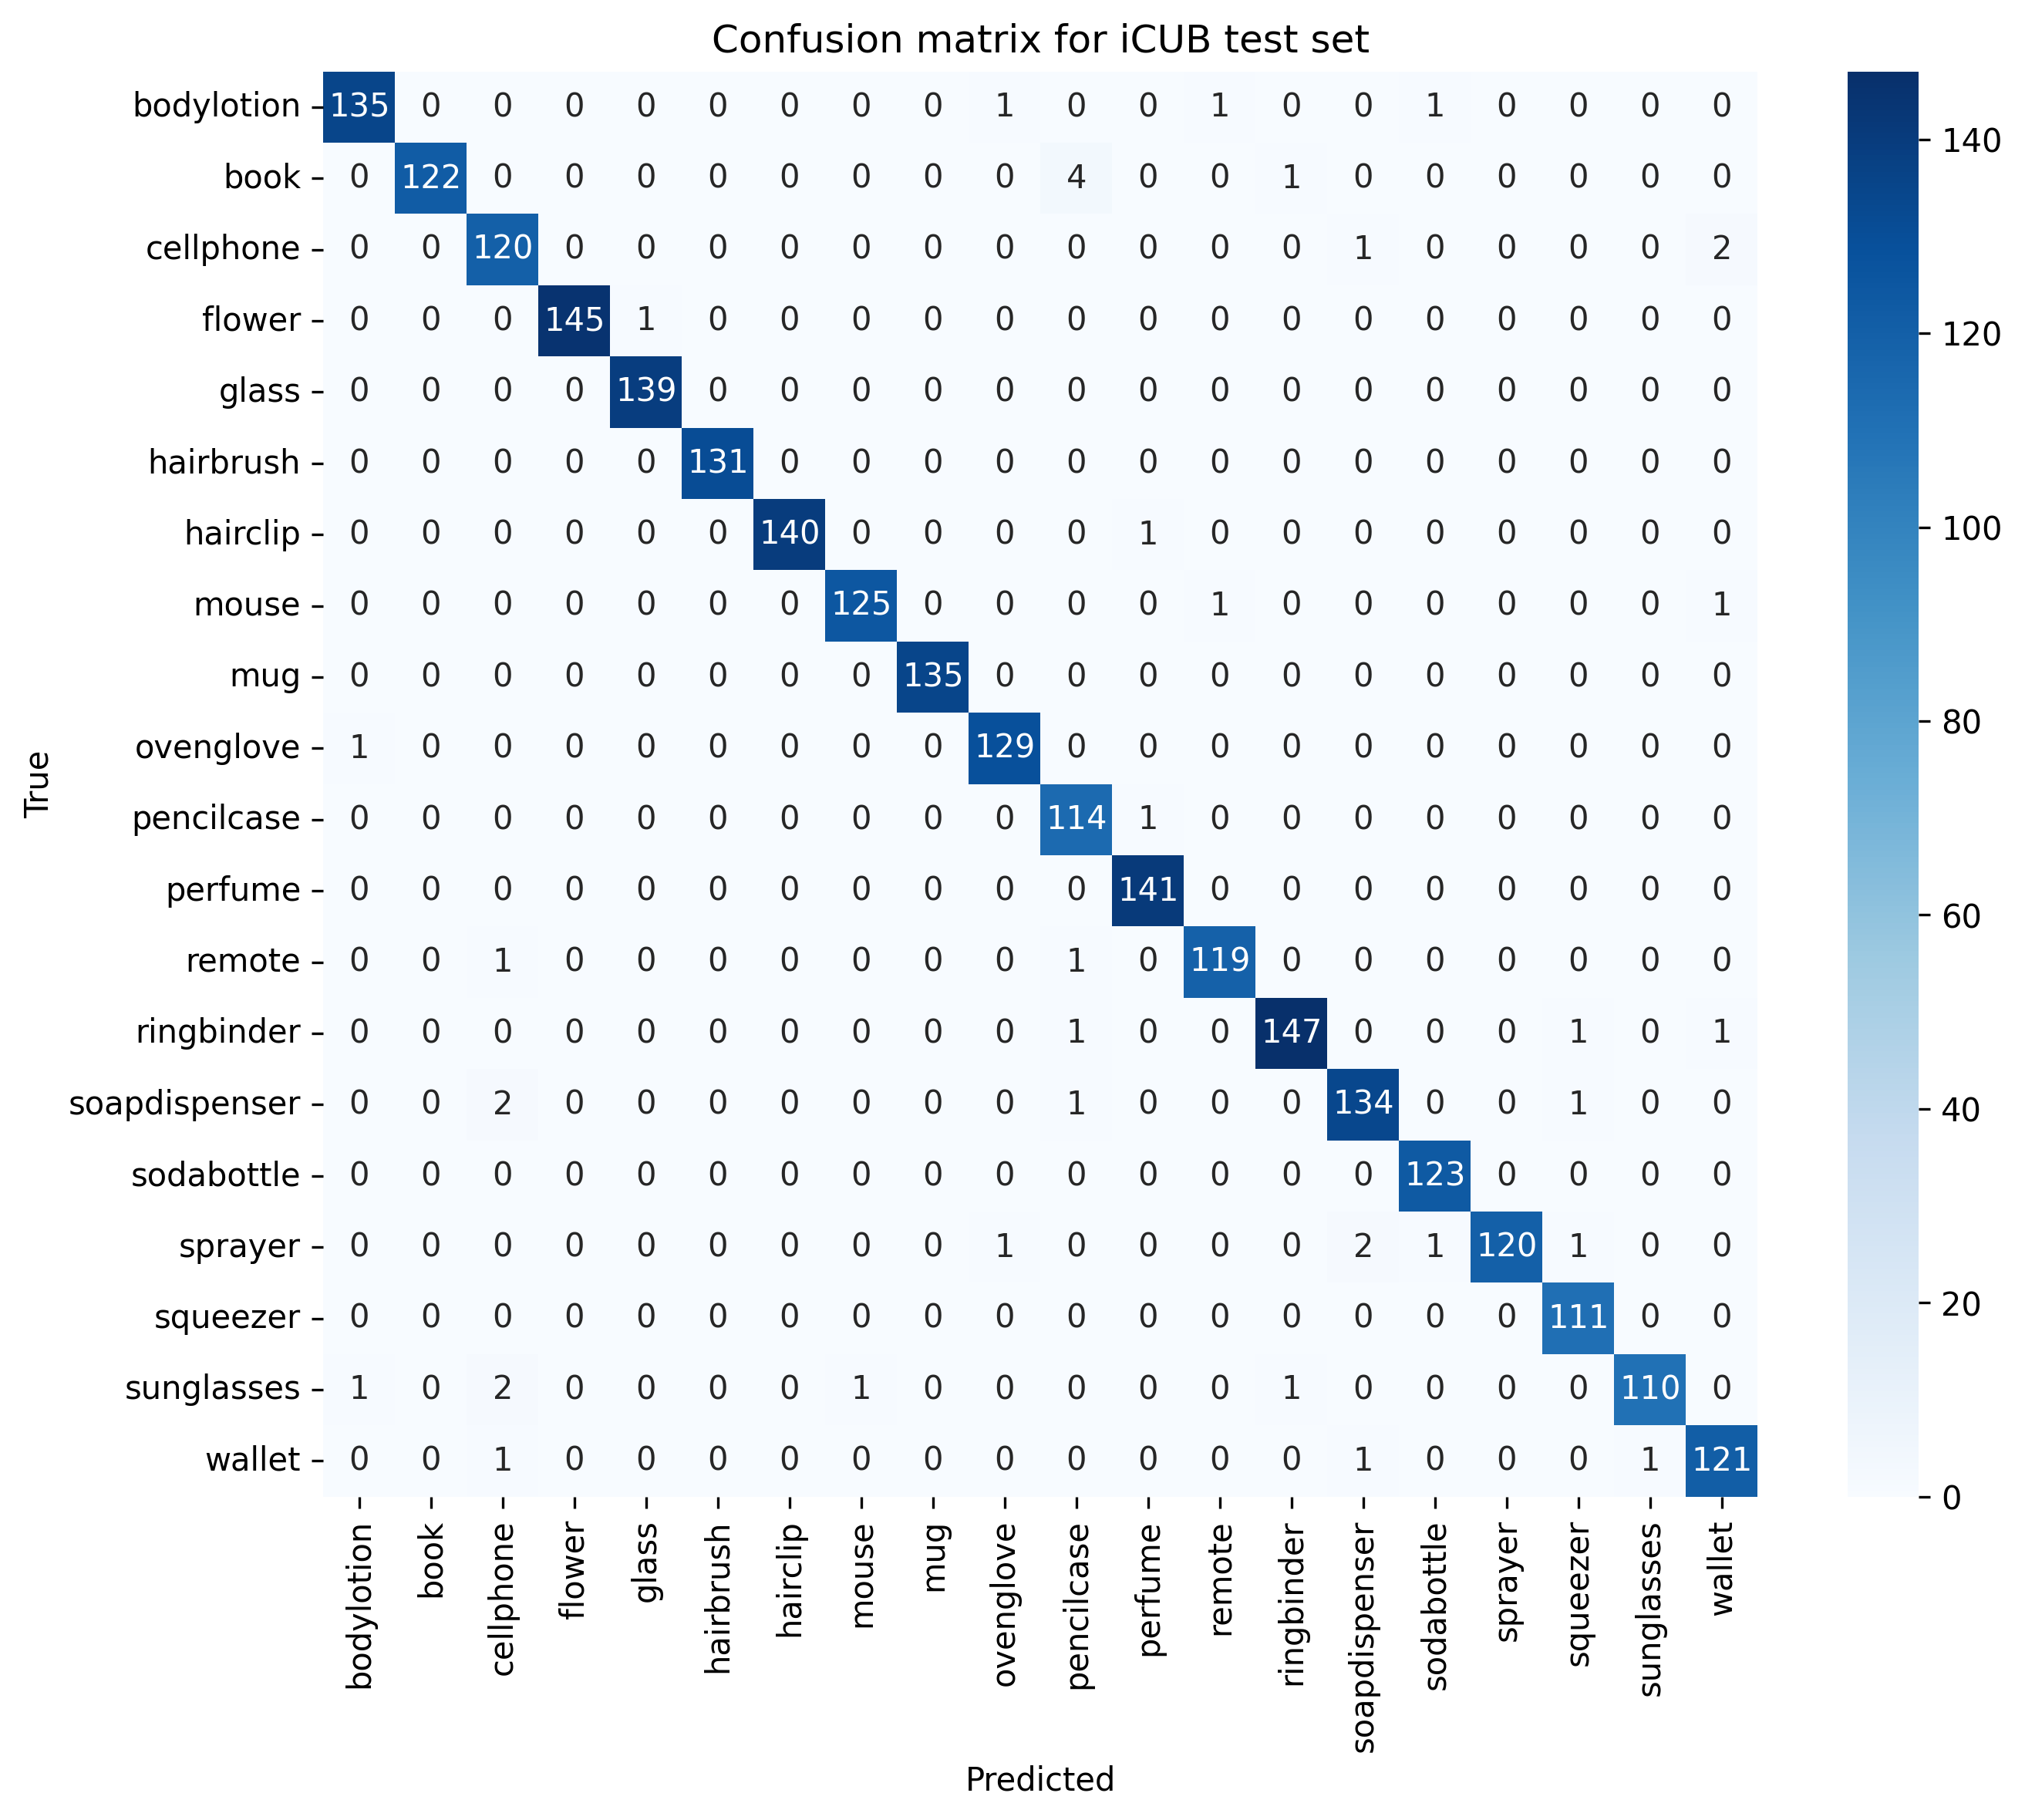 Confusion matrix for iCUB test set
bodylotion 135 0 0 0 0 0 0 0 0 1 0 0 1 0 0 1 0 0 0 0
book 0 122 0 0 0 0 0 0 0 0 4 0 0 1 0 0 0 0 0 0
cellphone 0 0 120 0 0 0 0 0 0 0 0 0 0 0 1 0 0 0 0 2
flower 0 0 0 145 1 0 0 0 0 0 0 0 0 0 0 0 0 0 0 0
glass 0 0 0 0 139 0 0 0 0 0 0 0 0 0 0 0 0 0 0 0
hairbrush 0 0 0 0 0 131 0 0 0 0 0 0 0 0 0 0 0 0 0 0
hairclip 0 0 0 0 0 0 140 0 0 0 0 1 0 0 0 0 0 0 0 0
mouse 0 0 0 0 0 0 0 125 0 0 0 0 1 0 0 0 0 0 0 1
mug 0 0 0 0 0 0 0 0 135 0 0 0 0 0 0 0 0 0 0 0
ovenglove 1 0 0 0 0 0 0 0 0 129 0 0 0 0 0 0 0 0 0 0
pencilcase 0 0 0 0 0 0 0 0 0 0 114 1 0 0 0 0 0 0 0 0
perfume 0 0 0 0 0 0 0 0 0 0 0 141 0 0 0 0 0 0 0 0
remote 0 0 1 0 0 0 0 0 0 0 1 0 119 0 0 0 0 0 0 0
ringbinder 0 0 0 0 0 0 0 0 0 0 1 0 0 147 0 0 0 1 0 1
soapdispenser 0 0 2 0 0 0 0 0 0 0 1 0 0 0 134 0 0 1 0 0
sodabottle 0 0 0 0 0 0 0 0 0 0 0 0 0 0 0 123 0 0 0 0
sprayer 0 0 0 0 0 0 0 0 0 1 0 0 0 0 2 1 120 1 0 0
squeezer 0 0 0 0 0 0 0 0 0 0 0 0 0 0 0 0 0 111 0 0
sunglasses 1 0 2 0 0 0 0 1 0 0 0 0 0 1 0 0 0 0 110 0
wallet 0 0 1 0 0 0 0 0 0 0 0 0 0 0 1 0 0 0 1 121
True
bodylotion book cellphone flower glass hairbrush hairclip mouse mug ovenglove pencilcase perfume remote ringbinder soapdispenser sodabottle sprayer squeezer sunglasses wallet
Predicted
140
120
100
80
60
40
20
0